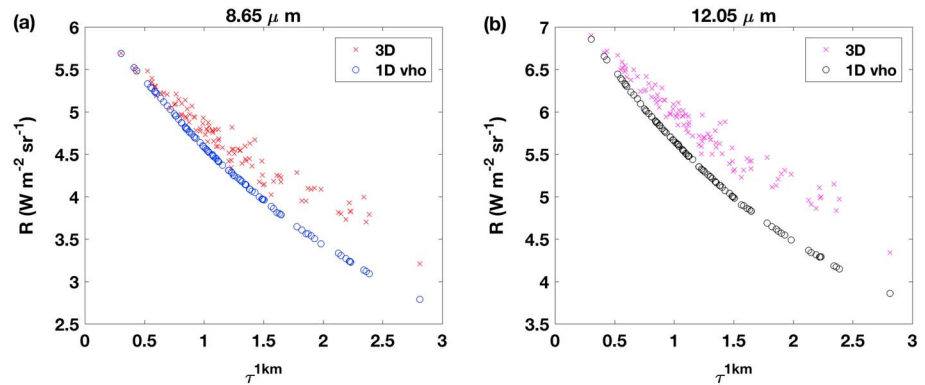 (a)
8.65 μ m
6
5.5
5
4.5
4
3.5
3
2.5
R (W m⁻² sr⁻¹)
0 0.5 1 1.5 2 2.5 3
τ¹ᵏᵐ
3D
1D vho
(b)
12.05 μ m
7
6.5
6
5.5
5
4.5
4
3.5
R (W m⁻² sr⁻¹)
0 0.5 1 1.5 2 2.5 3
τ¹ᵏᵐ
3D
1D vho